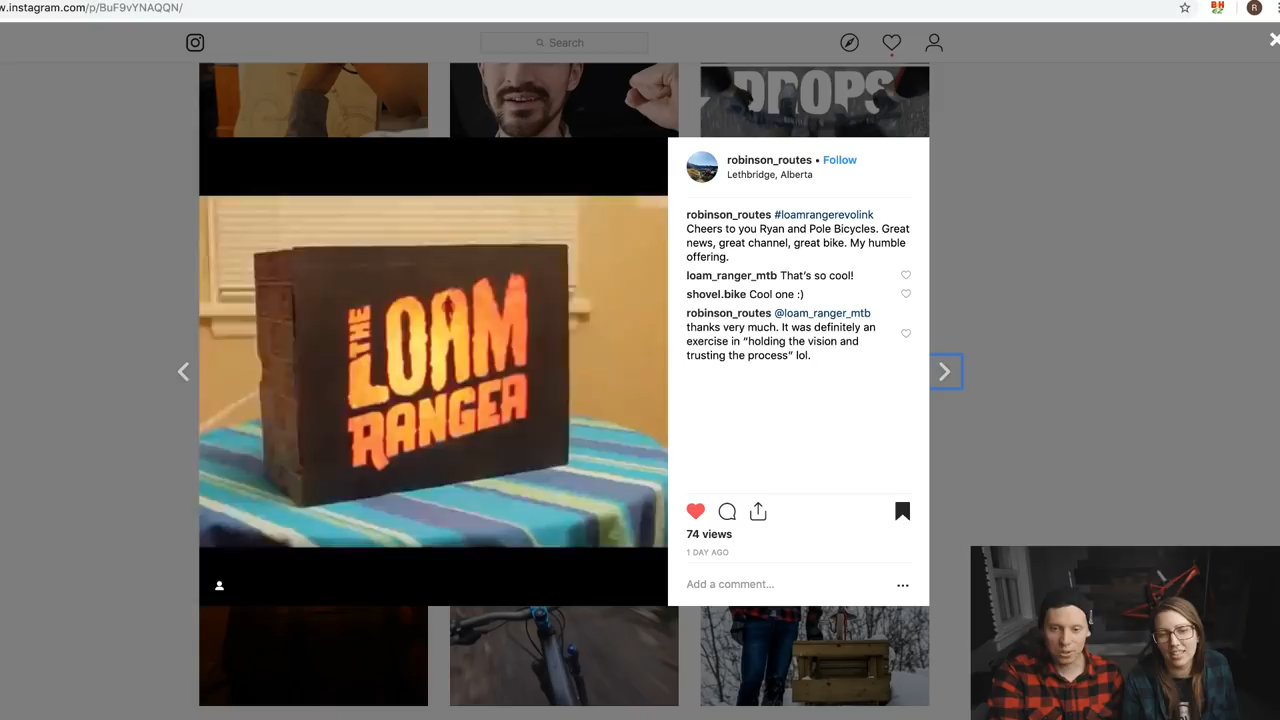 w.instagram.com/p/BuF9vYNAQQN/
R
Search
DROPS
robinson_routes • Follow
Lethbridge, Alberta
robinson_routes #loamrangerevolink
Cheers to you Ryan and Pole Bicycles. Great
news, great channel, great bike. My humble
offering.
loam_ranger_mtb That's so cool!
shovel.bike Cool one :)
robinson_routes @loam_ranger_mtb
thanks very much. It was definitely an
exercise in “holding the vision and
trusting the process” lol.
THE
LOAM
RANGER
74 views
1 DAY AGO
Add a comment...